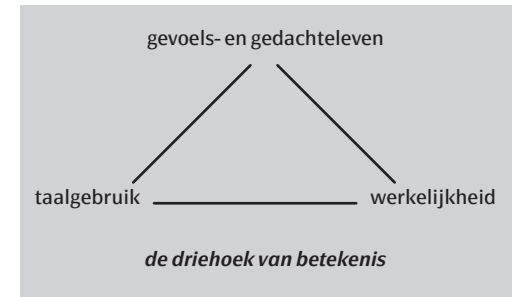 gevoels- en gedachteleven
taalgebruik werkelijkheid
de driehoek van betekenis